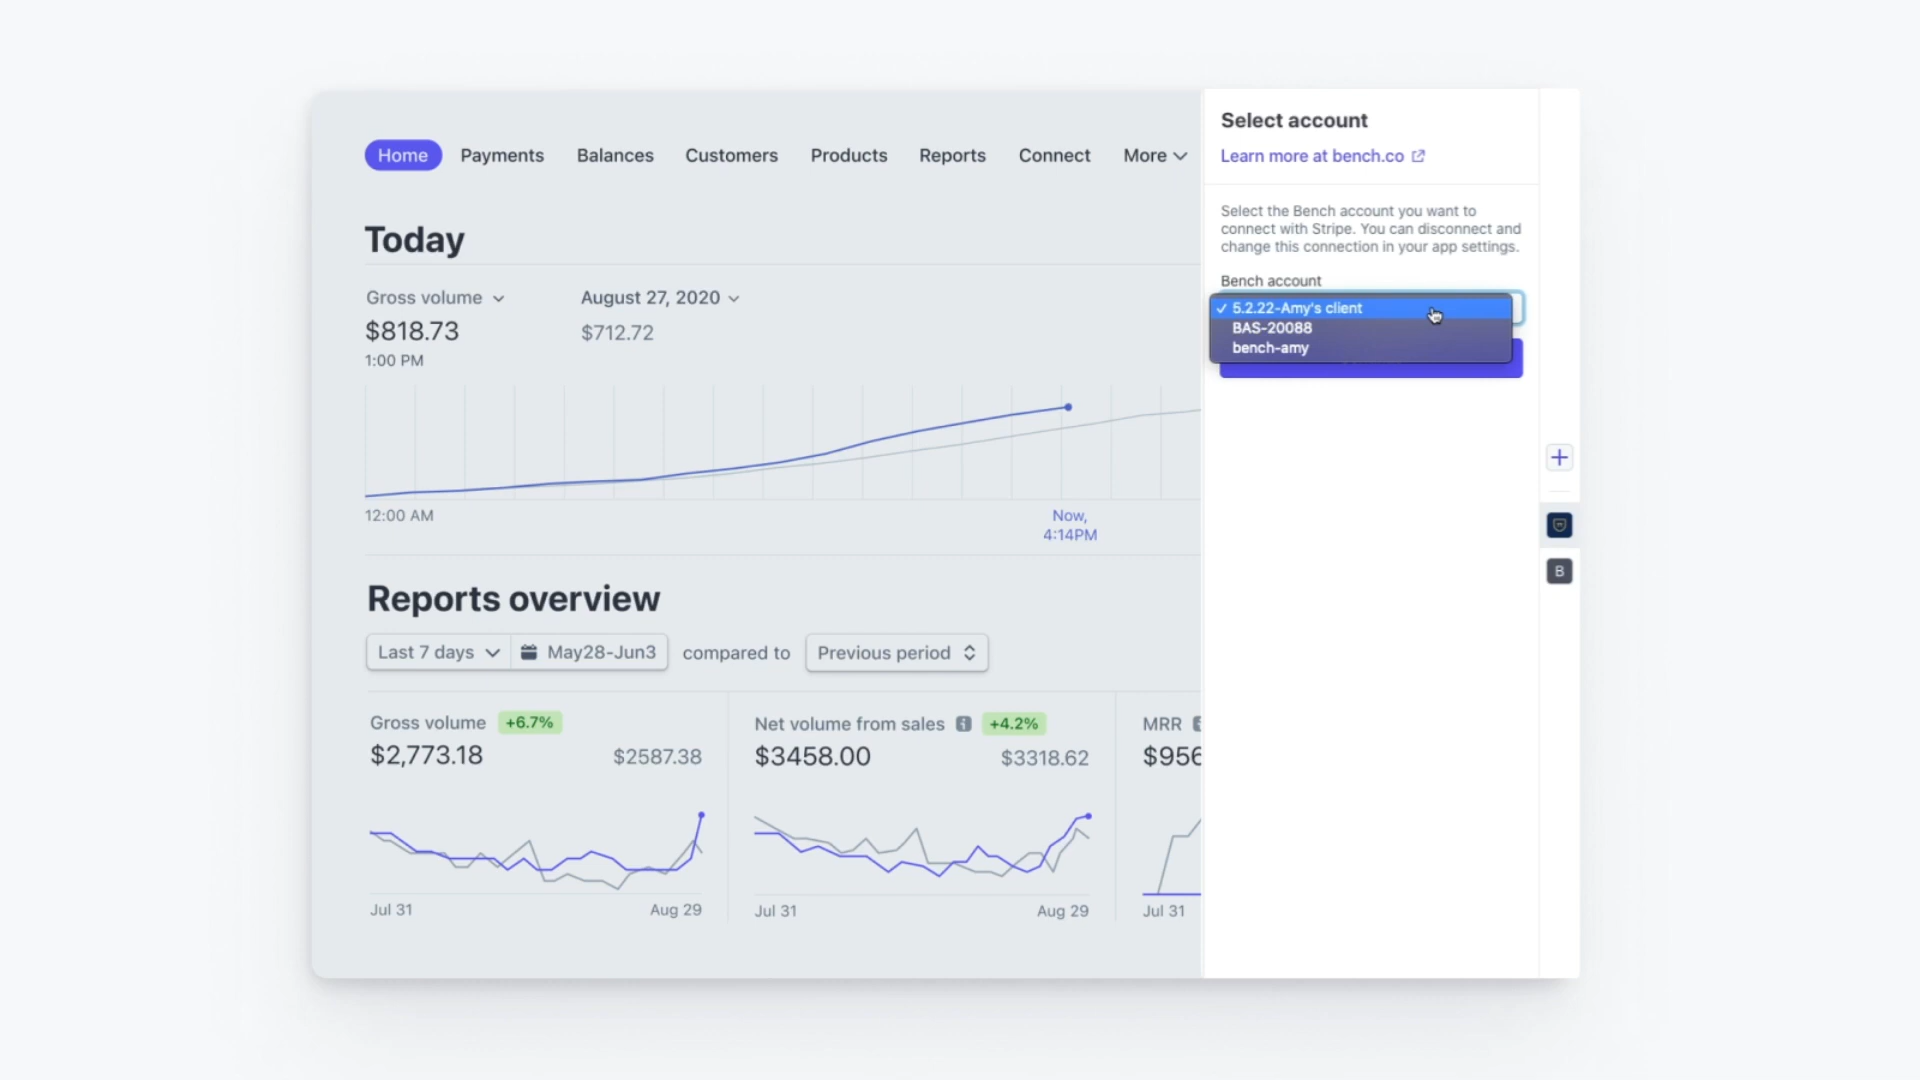 Home Payments Balances Customers Products Reports Connect More
Today
Gross volume
$818.73
1:00 PM
August 27, 2020
$712.72
12:00 AM
Now,
4:14PM
Reports overview
Last 7 days May28-Jun3 compared to Previous period
Gross volume +6.7%
$2,773.18 $2587.38
Jul 31 Aug 29
Net volume from sales +4.2%
$3458.00 $3318.62
Jul 31 Aug 29
MRR
$956
Jul 31
Select account
Learn more at bench.co
Select the Bench account you want to
connect with Stripe. You can disconnect and
change this connection in your app settings.
Bench account
5.2.22-Amy's client
BAS-20088
bench-amy
B